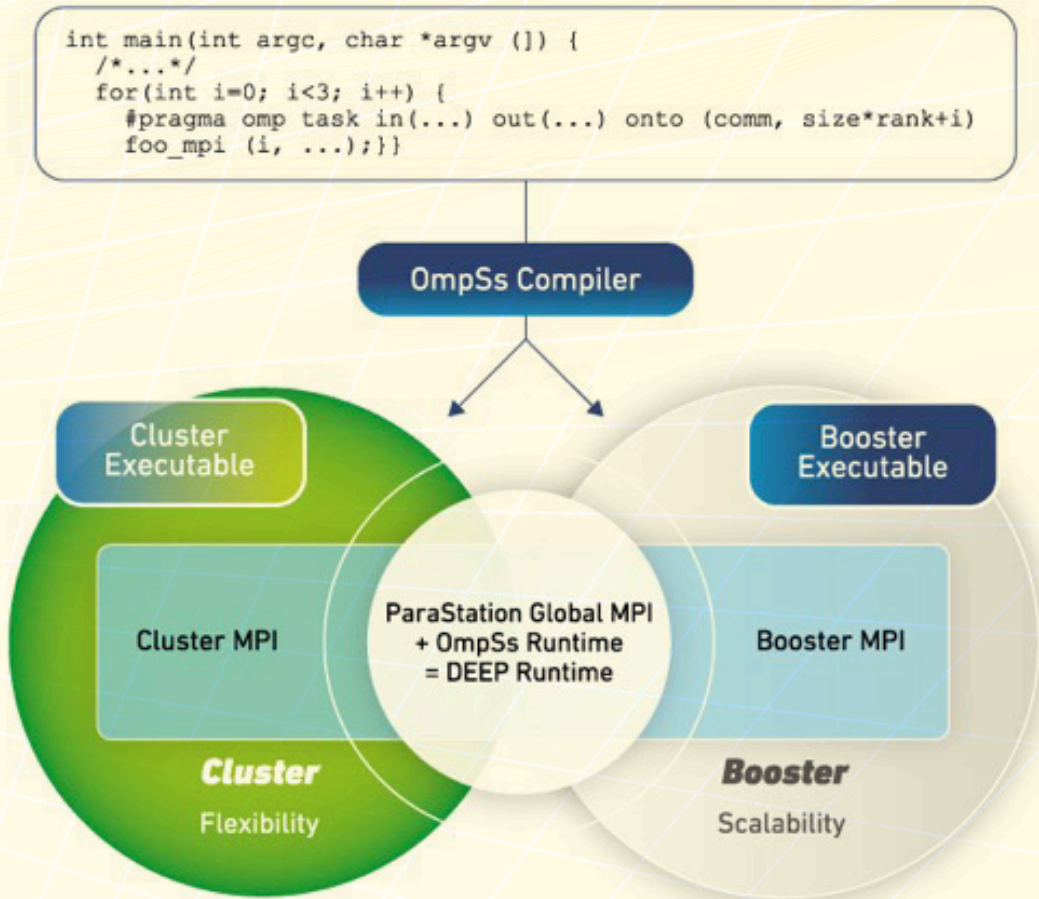 int main(int argc, char *argv (]) {
/*...*/
for(int i=0; i<3; i++) {
#pragma omp task in(...) out(...) onto (comm, size*rank+i)
foo_mpi (i, ...);}}
OmpSs Compiler
Cluster
Executable
Booster
Executable
Cluster MPI
ParaStation Global MPI
+ OmpSs Runtime
= DEEP Runtime
Booster MPI
Cluster
Flexibility
Booster
Scalability